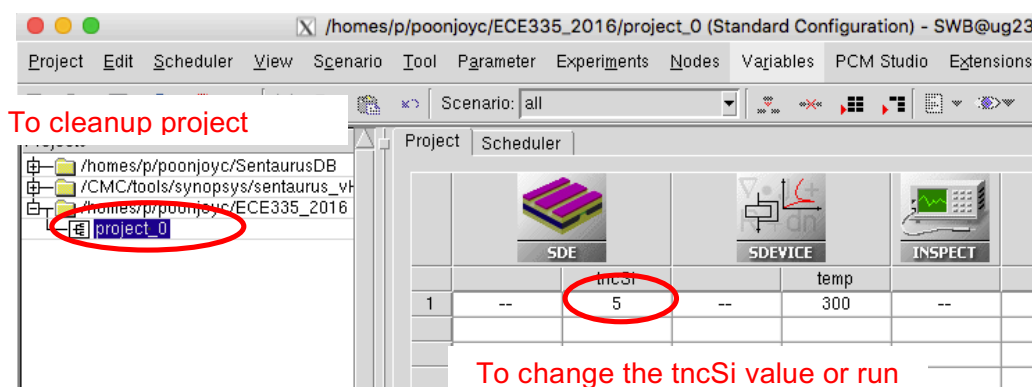 /homes/p/poonjoyc/ECE335_2016/project_0 (Standard Configuration) - SWB@ug23
Project Edit Scheduler View Scenario Tool Parameter Experiments Nodes Variables PCM Studio Extensions
Scenario: all
To cleanup project
Project Scheduler
/homes/p/poonjoyc/SentaurusDB
/CMC/tools/synopsys/sentaurus_vH
/homes/p/poonjoyc/ECE335_2016
project_0
SDE SDEVICE INSPECT
tncSi temp
1 -- 5 -- 300 --
To change the tncSi value or run